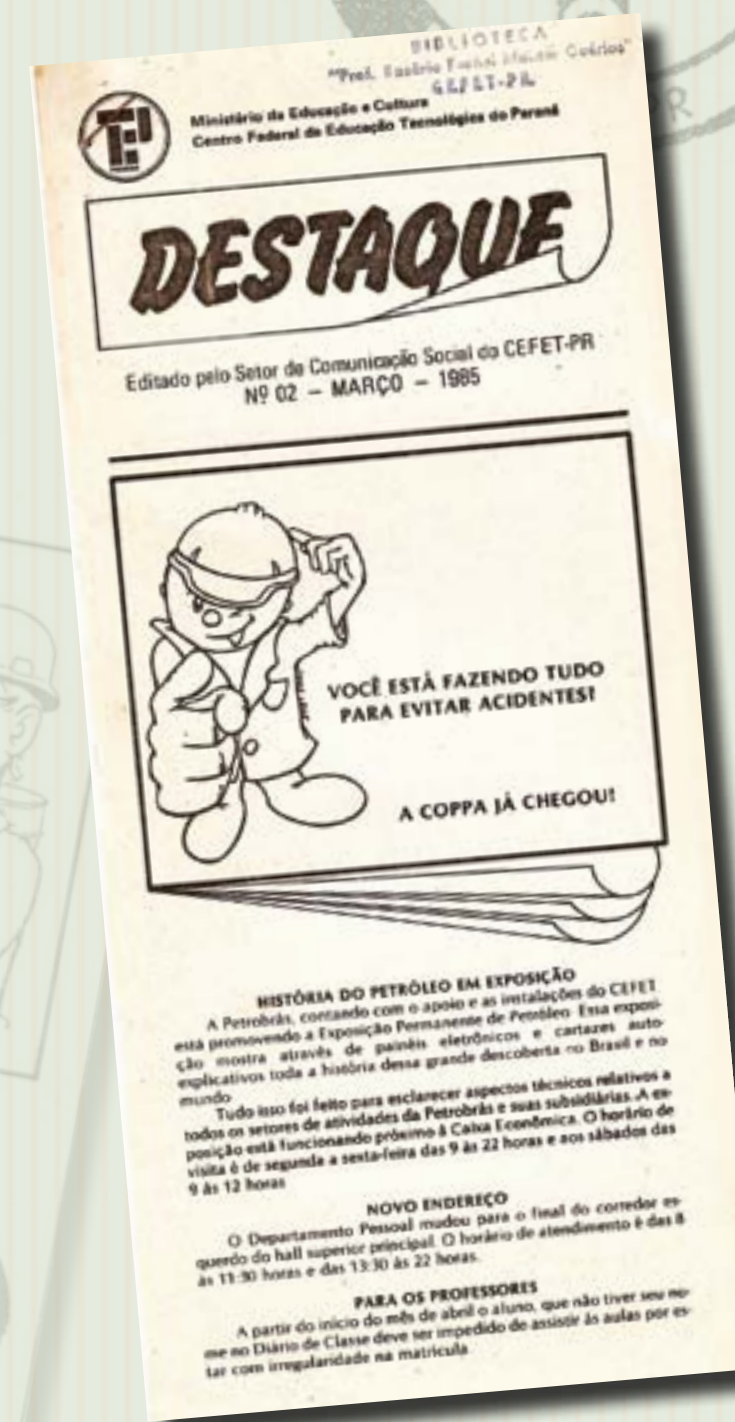 BIBLIOTECA
"Prof.
CEFET-PR
Ministério da Educação e Cultura
Centro Federal de Educação Tecnológica do Paraná
DESTAQUE
Editado pelo Setor de Comunicação Social do CEFET-PR
Nº 02 – MARÇO – 1985
VOCÊ ESTÁ FAZENDO TUDO
PARA EVITAR ACIDENTES?
A COPPA JÁ CHEGOU!
HISTÓRIA DO PETRÓLEO EM EXPOSIÇÃO
A Petrobrás, contando com o apoio e as instalações do CEFET
está promovendo a Exposição Permanente de Petróleo. Essa exposi-
ção mostra através de painéis eletrônicos e cartazes auto-
explicativos toda a história dessa grande descoberta no Brasil e no
mundo
Tudo isso foi feito para esclarecer aspectos técnicos relativos a
todos os setores de atividades da Petrobrás e suas subsidiárias. A ex-
posição está funcionando próximo à Caixa Econômica. O horário de
visita é de segunda a sexta-feira das 9 às 22 horas e aos sábados das
9 às 12 horas
NOVO ENDEREÇO
O Departamento Pessoal mudou para o final do corredor es-
querdo do hall superior principal. O horário de atendimento é das 8
às 11:30 horas e das 13:30 às 22 horas.
PARA OS PROFESSORES
A partir do início do mês de abril o aluno, que não tiver seu no-
me no Diário de Classe deve ser impedido de assistir às aulas por es-
tar com irregularidade na matrícula